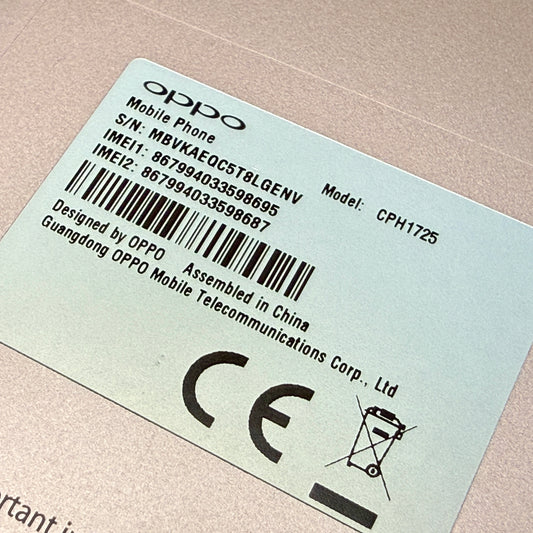 oppo
Mobile Phone
Model: CPH1725
S/N: MBVKAEQC5T8LGENV
IMEI1: 867994033598695
IMEI2: 867994033598687
Designed by OPPO Assembled in China
Guangdong OPPO Mobile Telecommunications Corp., Ltd
CE